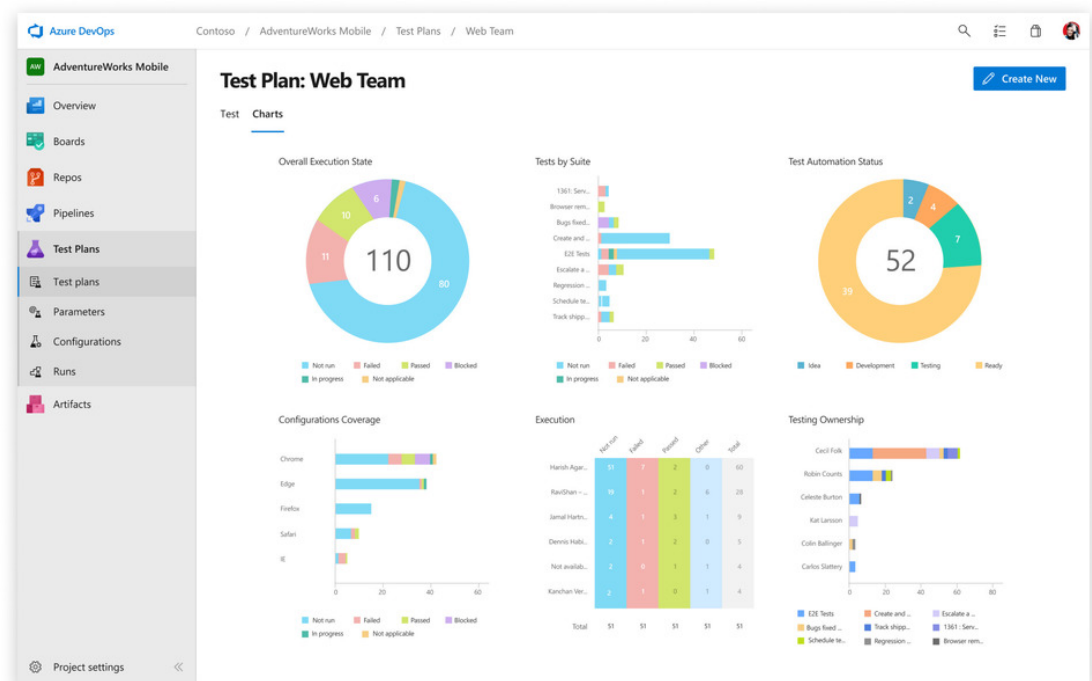 Azure DevOps
Contoso / AdventureWorks Mobile / Test Plans / Web Team
AW AdventureWorks Mobile
Overview
Boards
Repos
Pipelines
Test Plans
Test plans
Parameters
Configurations
Runs
Artifacts
Project settings
Test Plan: Web Team
Create New
Test Charts
Overall Execution State
6
10
11
110
80
Not run Failed Passed Blocked
In progress Not applicable
Tests by Suite
1361: Serv...
Browser rem...
Bugs fixed...
Create and ...
E2E Tests
Escalate a ...
Regression ...
Schedule te...
Track shipp...
0 20 40 60
Not run Failed Passed Blocked
In progress Not applicable
Test Automation Status
2
4
7
52
39
Idea Development Testing Ready
Configurations Coverage
Chrome
Edge
Firefox
Safari
IE
0 20 40 60
Not run Failed Passed Blocked
In progress Not applicable
Execution
Not run Failed Passed Other Total
Harish Agar... 51 7 2 0 60
RaviShan – ... 19 1 2 6 28
Jamal Hartn... 4 1 3 1 9
Dennis Habi... 2 1 2 0 5
Not availab... 2 0 1 1 4
Kanchan Ver... 2 1 0 1 4
Total 51 51 51 51 51
Testing Ownership
Cecil Folk
Robin Counts
Celeste Burton
Kat Larsson
Colin Ballinger
Carlos Slattery
0 20 40 60 80
E2E Tests Create and ... Escalate a ...
Bugs fixed ... Track shipp... 1361 : Serv...
Schedule te... Regression ... Browser rem...